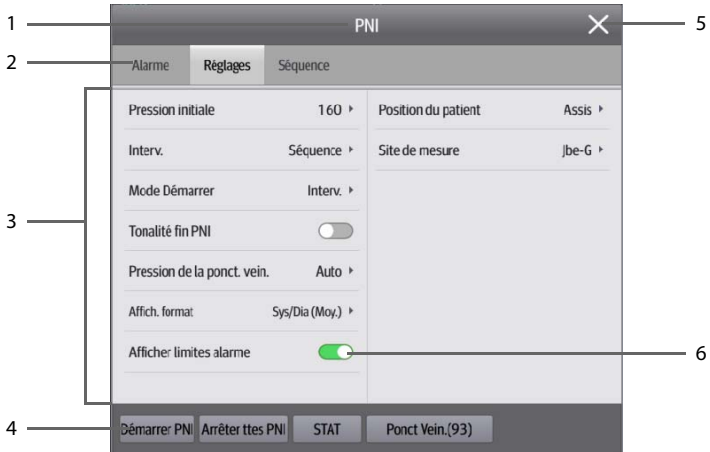 1 PNI 5
2 Alarme Réglages Séquence
Pression initiale 160 Position du patient Assis
Interv. Séquence Site de mesure Jbe-G
Mode Démarrer Interv.
3 Tonalité fin PNI
Pression de la ponct. vein. Auto
Affich. format Sys/Dia (Moy.)
Afficher limites alarme 6
4 Démarrer PNI Arrêter ttes PNI STAT Ponct Vein.(93)